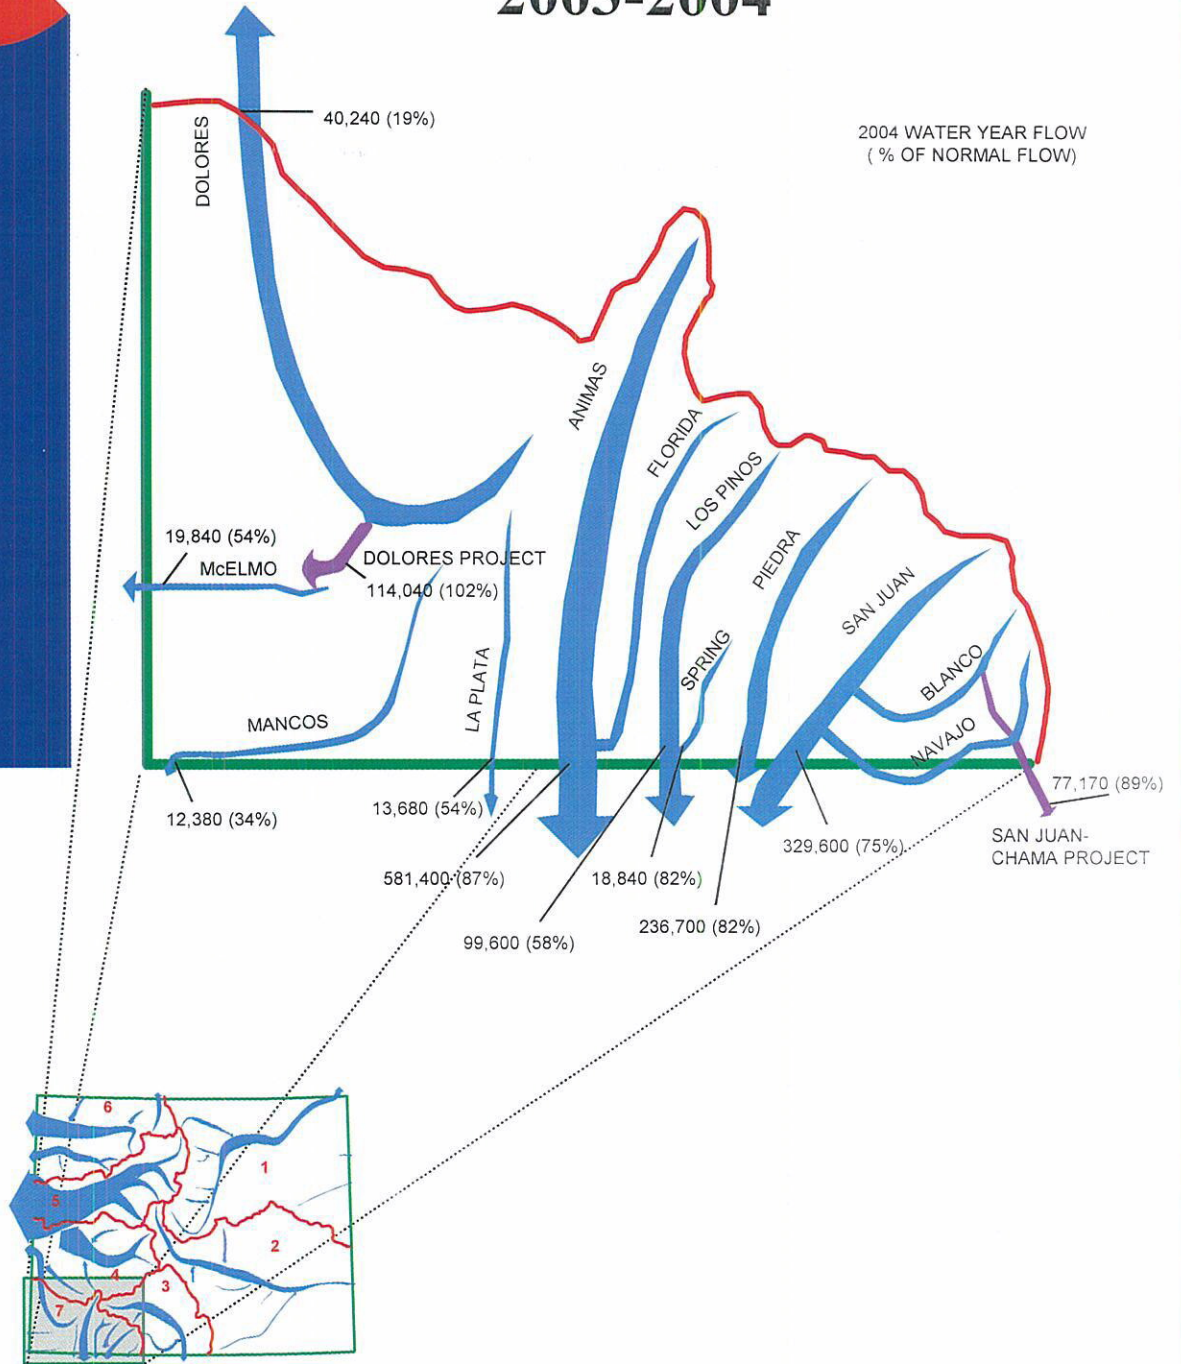 2003-2004
40,240 (19%)
2004 WATER YEAR FLOW
( % OF NORMAL FLOW)
DOLORES
ANIMAS
FLORIDA
LOS PINOS
19,840 (54%)
McELMO
DOLORES PROJECT
114,040 (102%)
PIEDRA
SAN JUAN
SPRING
BLANCO
LA PLATA
MANCOS
NAVAJO
12,380 (34%)
13,680 (54%)
77,170 (89%)
329,600 (75%)
SAN JUAN-
CHAMA PROJECT
581,400 (87%)
18,840 (82%)
236,700 (82%)
99,600 (58%)
6
1
5
2
4
3
7